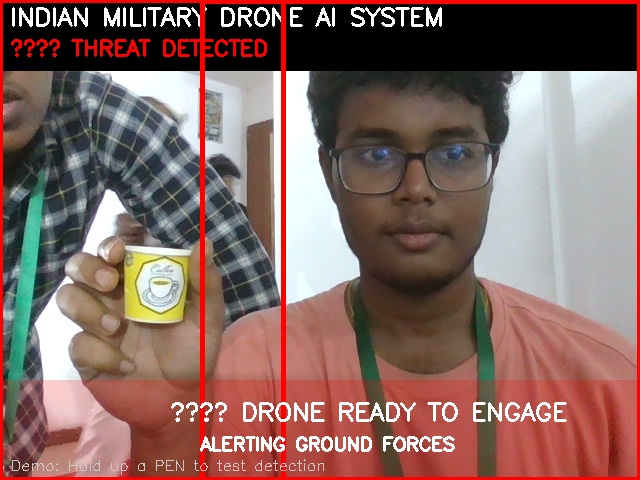 INDIAN MILITARY DRONE AI SYSTEM
???? THREAT DETECTED
Coffee
???? DRONE READY TO ENGAGE
ALERTING GROUND FORCES
Demo: Hold up a PEN to test detection